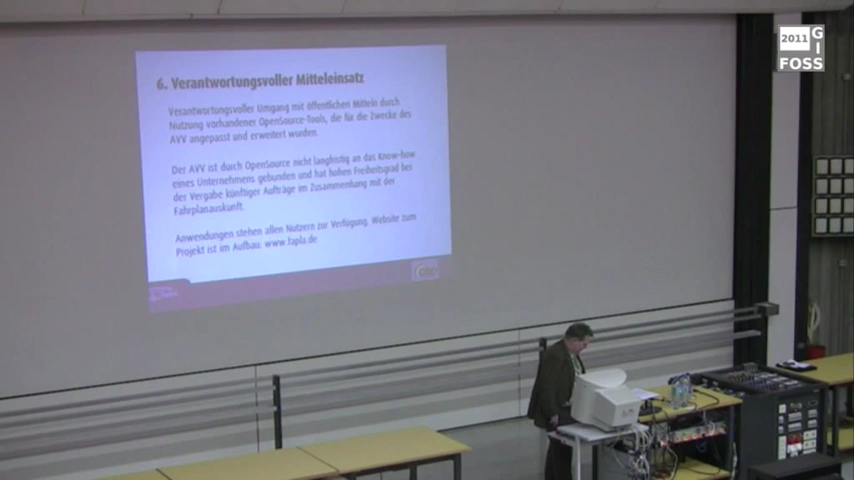 2011
GI
FOSS
6. Verantwortungsvoller Mitteleinsatz
Verantwortungsvoller Umgang mit öffentlichen Mitteln durch
Nutzung vorhandener OpenSource-Tools, die für die Zwecke des
AVV angepasst und erweitert wurden.
Der AVV ist durch OpenSource nicht langfristig an das Know-how
eines Unternehmens gebunden und hat hohen Freiheitsgrad bei
der Vergabe künftiger Aufträge im Zusammenhang mit der
Fahrplanauskunft.
Anwendungen stehen allen Nutzern zur Verfügung. Website zum
Projekt ist im Aufbau: www.fapla.de